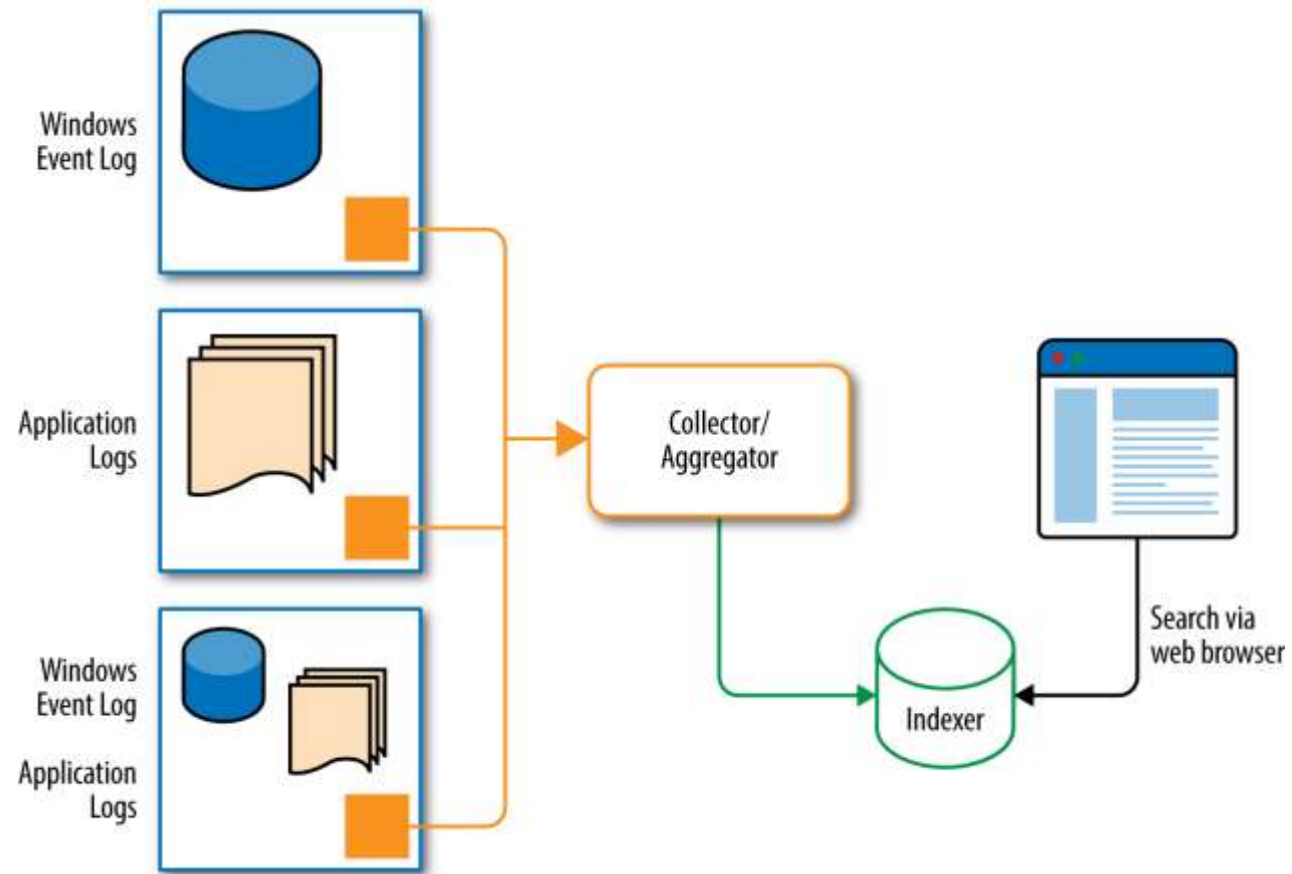 Windows
Event Log
Application
Logs
Windows
Event Log
Application
Logs
Collector/
Aggregator
Indexer
Search via
web browser